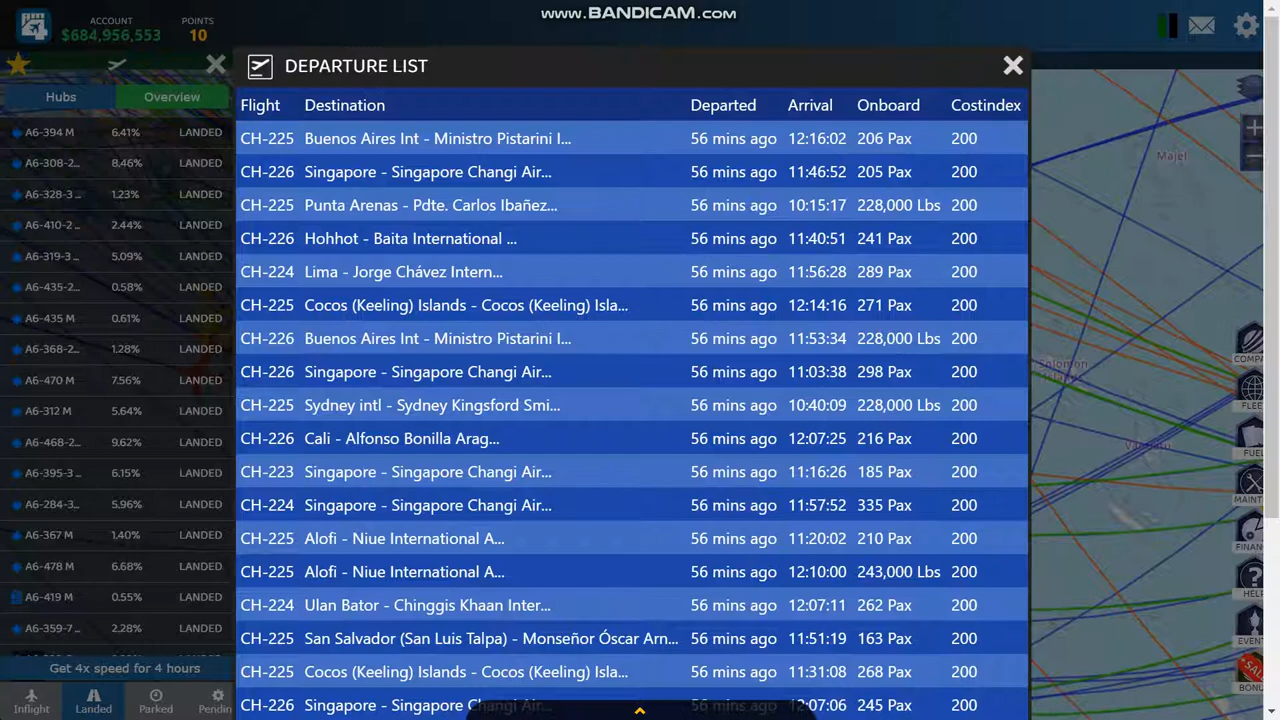 www.BANDICAM.com
ACCOUNT
$684,956,553
POINTS
10
DEPARTURE LIST
Hubs
Overview
A6-394 M 6.41% LANDED
A6-308-2... 8.46% LANDED
A6-328-3 ... 1.23% LANDED
A6-410-2 ... 2.44% LANDED
A6-319-3 ... 5.09% LANDED
A6-435-2... 0.58% LANDED
A6-435 M 0.61% LANDED
A6-368-2... 1.28% LANDED
A6-470 M 7.56% LANDED
A6-312 M 5.64% LANDED
A6-468-2... 9.62% LANDED
A6-395-3 ... 6.15% LANDED
A6-284-3... 5.96% LANDED
A6-367 M 1.40% LANDED
A6-478 M 6.68% LANDED
A6-419 M 0.55% LANDED
A6-359-7... 2.28% LANDED
Get 4x speed for 4 hours
Inflight
Landed
Parked
Pendin
Flight Destination Departed Arrival Onboard Costindex
CH-225 Buenos Aires Int - Ministro Pistarini I... 56 mins ago 12:16:02 206 Pax 200
CH-226 Singapore - Singapore Changi Air... 56 mins ago 11:46:52 205 Pax 200
CH-225 Punta Arenas - Pdte. Carlos Ibañez... 56 mins ago 10:15:17 228,000 Lbs 200
CH-226 Hohhot - Baita International ... 56 mins ago 11:40:51 241 Pax 200
CH-224 Lima - Jorge Chávez Intern... 56 mins ago 11:56:28 289 Pax 200
CH-225 Cocos (Keeling) Islands - Cocos (Keeling) Isla... 56 mins ago 12:14:16 271 Pax 200
CH-226 Buenos Aires Int - Ministro Pistarini I... 56 mins ago 11:53:34 228,000 Lbs 200
CH-226 Singapore - Singapore Changi Air... 56 mins ago 11:03:38 298 Pax 200
CH-225 Sydney intl - Sydney Kingsford Smi... 56 mins ago 10:40:09 228,000 Lbs 200
CH-226 Cali - Alfonso Bonilla Arag... 56 mins ago 12:07:25 216 Pax 200
CH-223 Singapore - Singapore Changi Air... 56 mins ago 11:16:26 185 Pax 200
CH-224 Singapore - Singapore Changi Air... 56 mins ago 11:57:52 335 Pax 200
CH-225 Alofi - Niue International A... 56 mins ago 11:20:02 210 Pax 200
CH-225 Alofi - Niue International A... 56 mins ago 12:10:00 243,000 Lbs 200
CH-224 Ulan Bator - Chinggis Khaan Inter... 56 mins ago 12:07:11 262 Pax 200
CH-225 San Salvador (San Luis Talpa) - Monseñor Óscar Arn... 56 mins ago 11:51:19 163 Pax 200
CH-225 Cocos (Keeling) Islands - Cocos (Keeling) Isla... 56 mins ago 11:31:08 268 Pax 200
CH-226 Singapore - Singapore Changi Air... 56 mins ago 12:07:06 245 Pax 200
Majel
Solomon
Islands
COMPA
FLEE
FUEL
MAINT
FINAN
HELP
EVEN
SAL
BONU